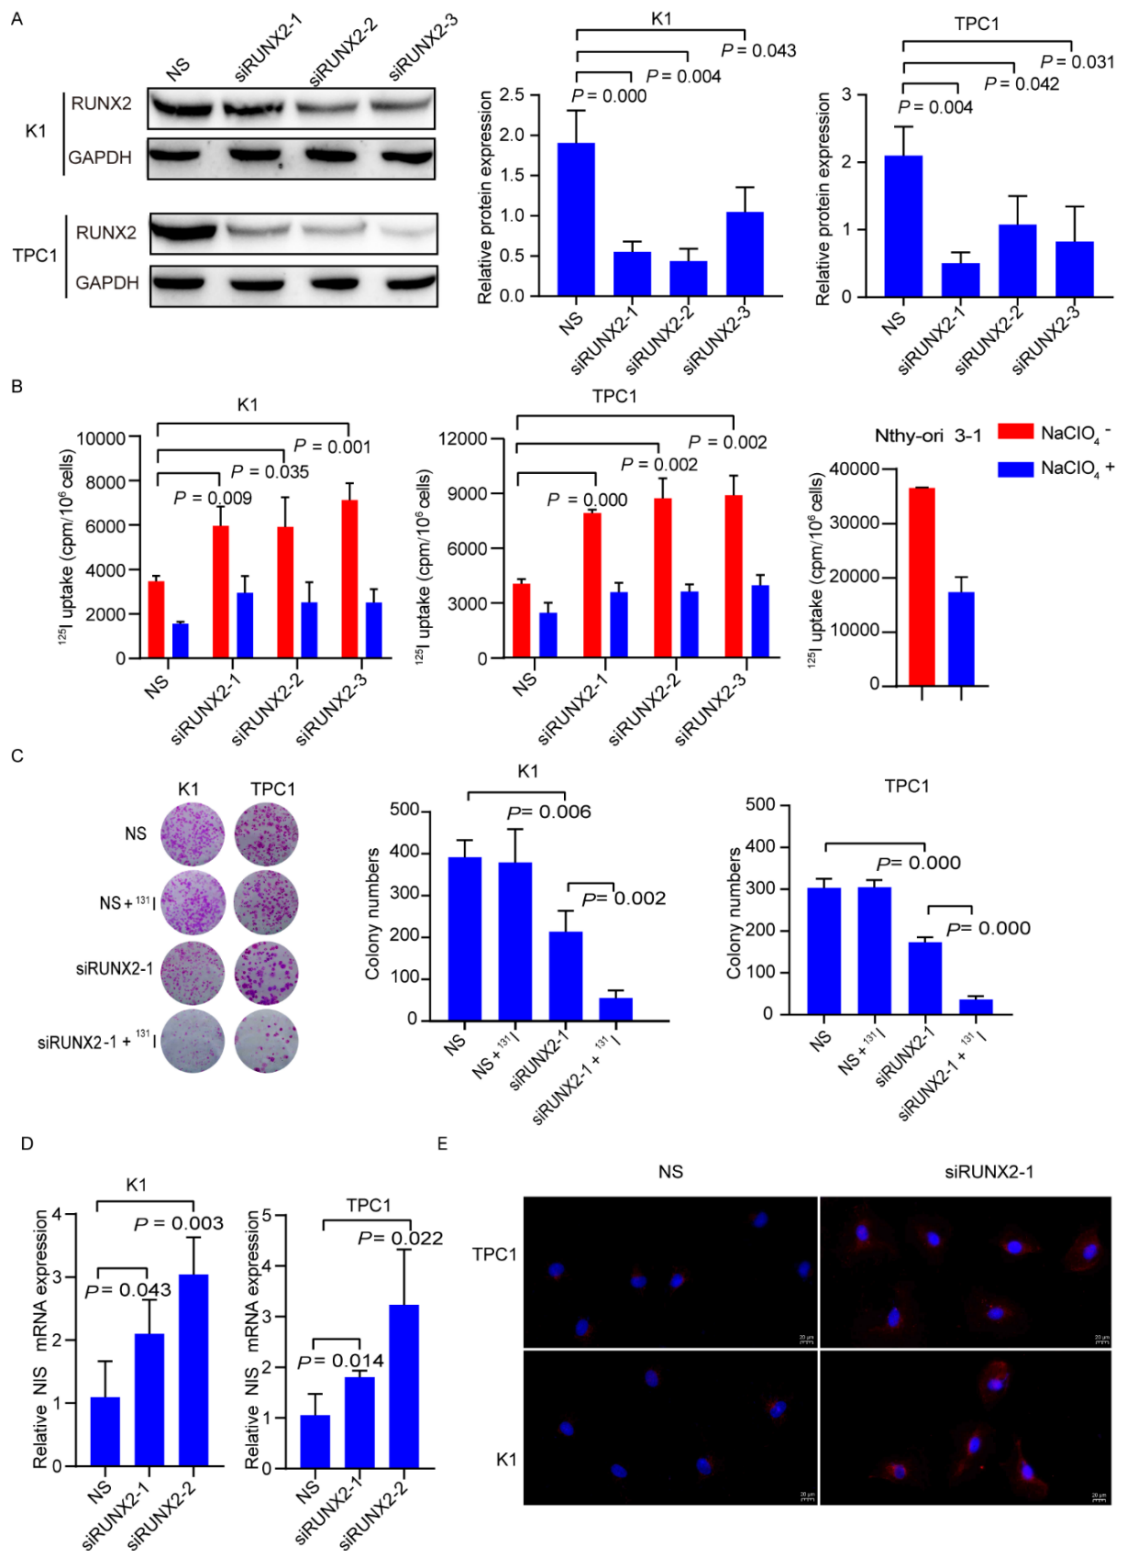 A
NS
siRUNX2-1
siRUNX2-2
siRUNX2-3
K1
RUNX2
GAPDH
TPC1
RUNX2
GAPDH
K1
P = 0.043
P = 0.004
P = 0.000
Relative protein expression
2.5
2.0
1.5
1.0
0.5
0.0
NS
siRUNX2-1
siRUNX2-2
siRUNX2-3
TPC1
P = 0.031
P = 0.042
P = 0.004
Relative protein expression
3
2
1
0
NS
siRUNX2-1
siRUNX2-2
siRUNX2-3
B
K1
P = 0.001
P = 0.035
P = 0.009
125I uptake (cpm/10⁶ cells)
10000
8000
6000
4000
2000
0
NS
siRUNX2-1
siRUNX2-2
siRUNX2-3
TPC1
P = 0.002
P = 0.002
P = 0.000
125I uptake (cpm/10⁶ cells)
12000
9000
6000
3000
0
NS
siRUNX2-1
siRUNX2-2
siRUNX2-3
Nthy-ori 3-1
NaClO₄ -
NaClO₄ +
125I uptake (cpm/10⁶ cells)
40000
30000
20000
10000
0
C
K1 TPC1
NS
NS + ¹³¹I
siRUNX2-1
siRUNX2-1 + ¹³¹I
K1
P= 0.006
P= 0.002
Colony numbers
500
400
300
200
100
0
NS
NS + ¹³¹I
siRUNX2-1
siRUNX2-1 + ¹³¹I
TPC1
P= 0.000
P= 0.000
Colony numbers
500
400
300
200
100
0
NS
NS + ¹³¹I
siRUNX2-1
siRUNX2-1 + ¹³¹I
D
K1
P = 0.003
P = 0.043
Relative NIS mRNA expression
4
3
2
1
0
NS
siRUNX2-1
siRUNX2-2
TPC1
P = 0.022
P = 0.014
Relative NIS mRNA expression
5
4
3
2
1
0
NS
siRUNX2-1
siRUNX2-2
E
NS
siRUNX2-1
TPC1
20 μm
20 μm
K1
20 μm
20 μm